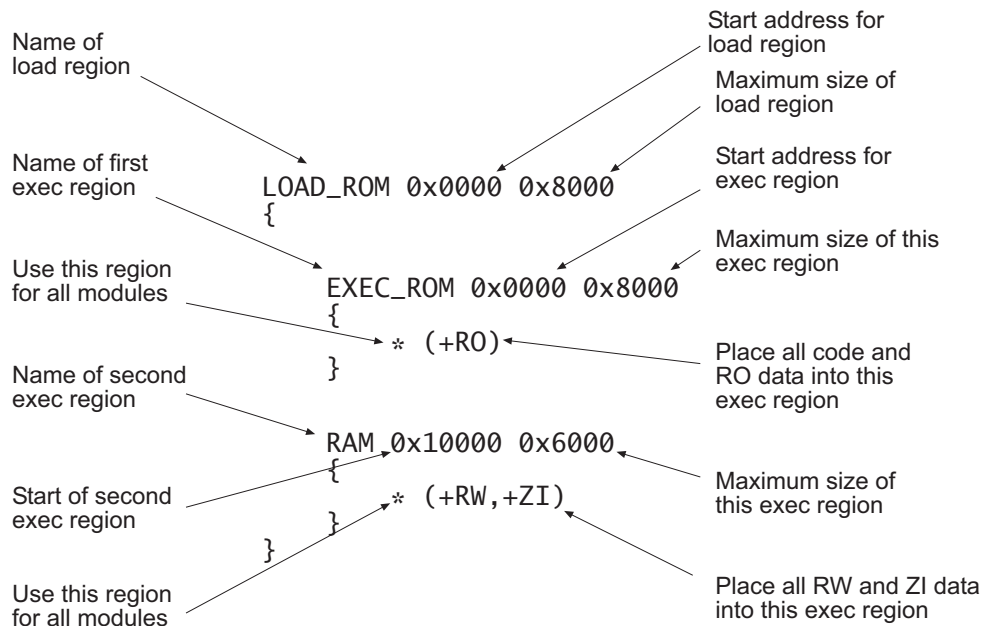 Name of
load region
Start address for
load region
Maximum size of
load region
Name of first
exec region
LOAD_ROM 0x0000 0x8000
{
Start address for
exec region
Maximum size of this
exec region
Use this region
for all modules
EXEC_ROM 0x0000 0x8000
{
* (+RO)
}
Place all code and
RO data into this
exec region
Name of second
exec region
RAM 0x10000 0x6000
{
Start of second
exec region
* (+RW,+ZI)
}
}
Maximum size of
this exec region
Use this region
for all modules
Place all RW and ZI data
into this exec region